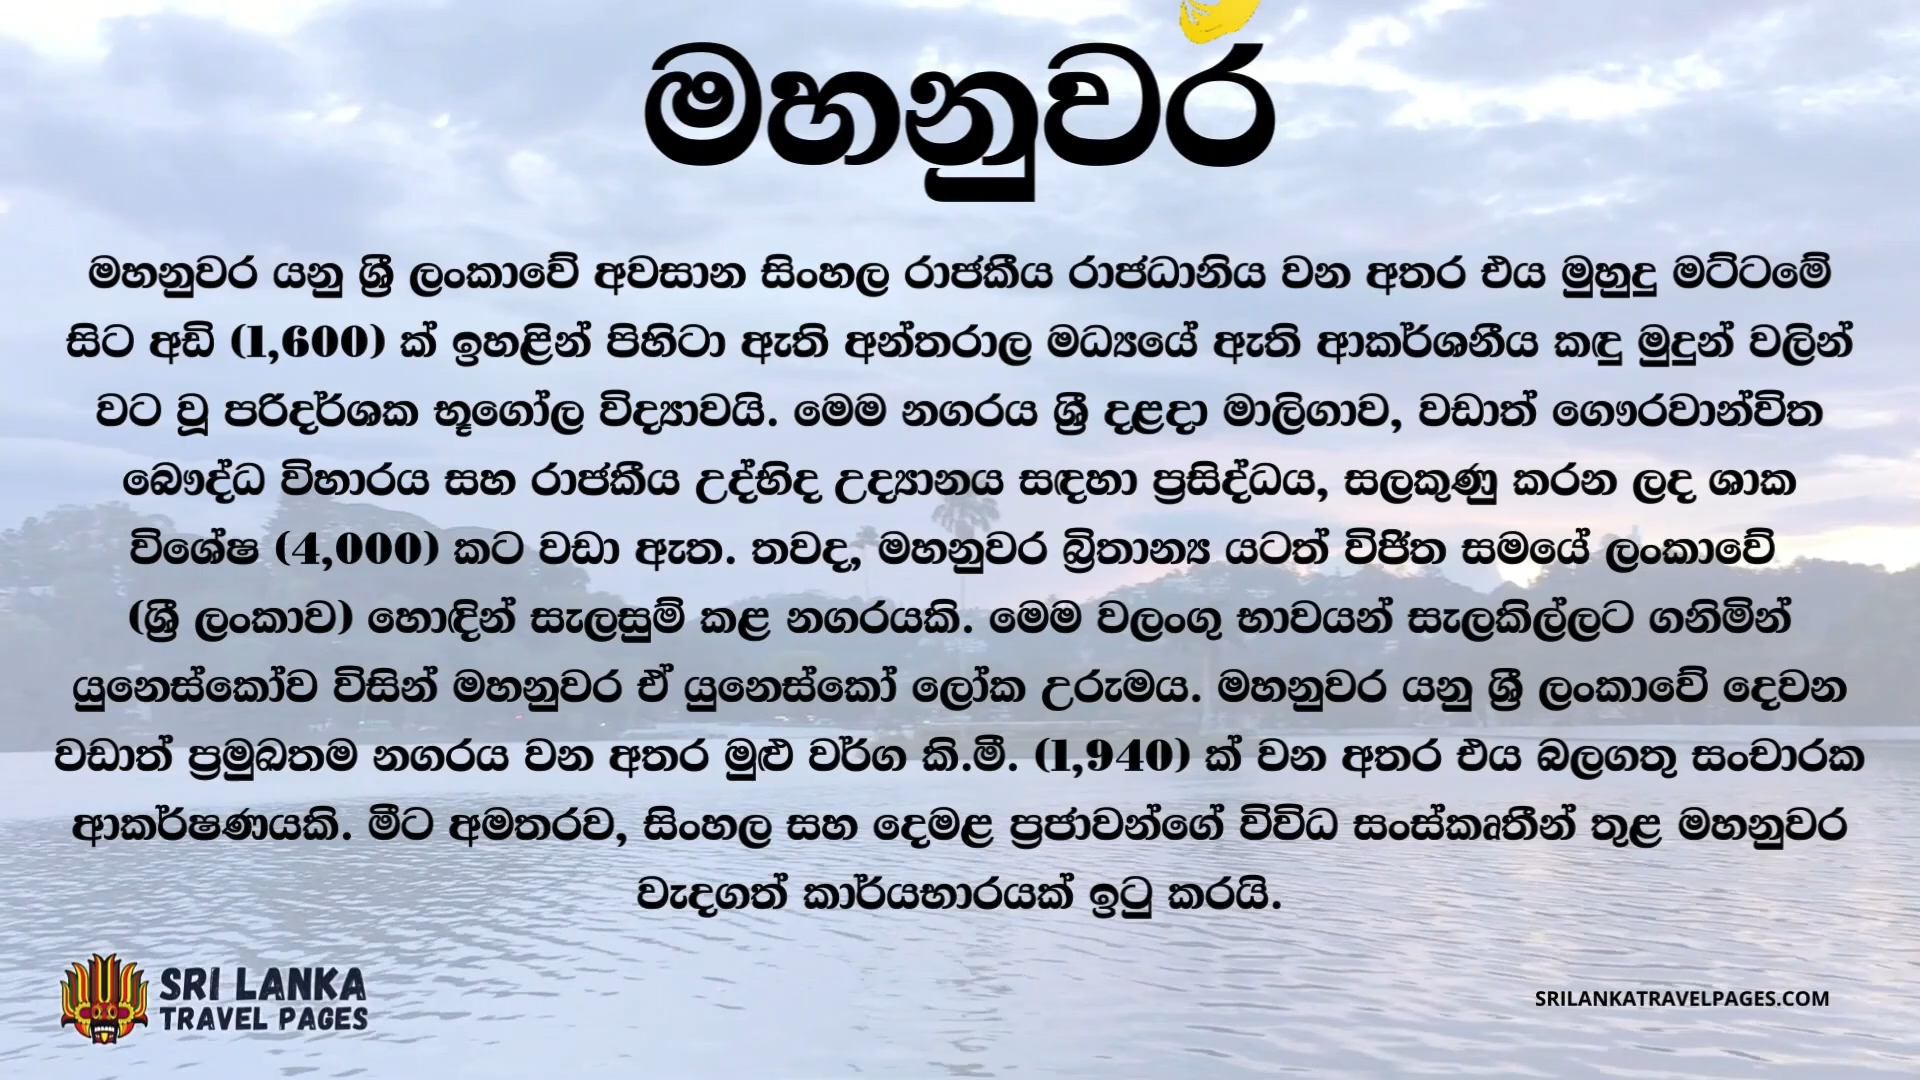 මහනුවර
මහනුවර යනු ශ්‍රී ලංකාවේ අවසාන සිංහල රාජකීය රාජධානිය වන අතර එය මුහුදු මට්ටමේ
සිට අඩි (1,600) ක් ඉහළින් පිහිටා ඇති අන්තරාල මධ්‍යයේ ඇති ආකර්ශනීය කඳු මුදුන් වලින්
වට වූ පරිදර්ශක භූගෝල විද්‍යාවයි. මෙම නගරය ශ්‍රී දළදා මාලිගාව, වඩාත් ගෞරවාන්විත
බෞද්ධ විහාරය සහ රාජකීය උද්භිද උද්‍යානය සඳහා ප්‍රසිද්ධය, සලකුණු කරන ලද ශාක
විශේෂ (4,000) කට වඩා ඇත. තවද, මහනුවර බ්‍රිතාන්‍ය යටත් විජිත සමයේ ලංකාවේ
(ශ්‍රී ලංකාව) හොඳින් සැලසුම් කළ නගරයකි. මෙම වලංගු භාවයන් සැලකිල්ලට ගනිමින්
යුනෙස්කෝව විසින් මහනුවර ඒ යුනෙස්කෝ ලෝක උරුමය. මහනුවර යනු ශ්‍රී ලංකාවේ දෙවන
වඩාත් ප්‍රමුඛතම නගරය වන අතර මුළු වර්ග කි.මී. (1,940) ක් වන අතර එය බලගතු සංචාරක
ආකර්ෂණයකි. මීට අමතරව, සිංහල සහ දෙමළ ප්‍රජාවන්ගේ විවිධ සංස්කෘතීන් තුළ මහනුවර
වැදගත් කාර්යභාරයක් ඉටු කරයි.
SRI LANKA
TRAVEL PAGES
SRILANKATRAVELPAGES.COM